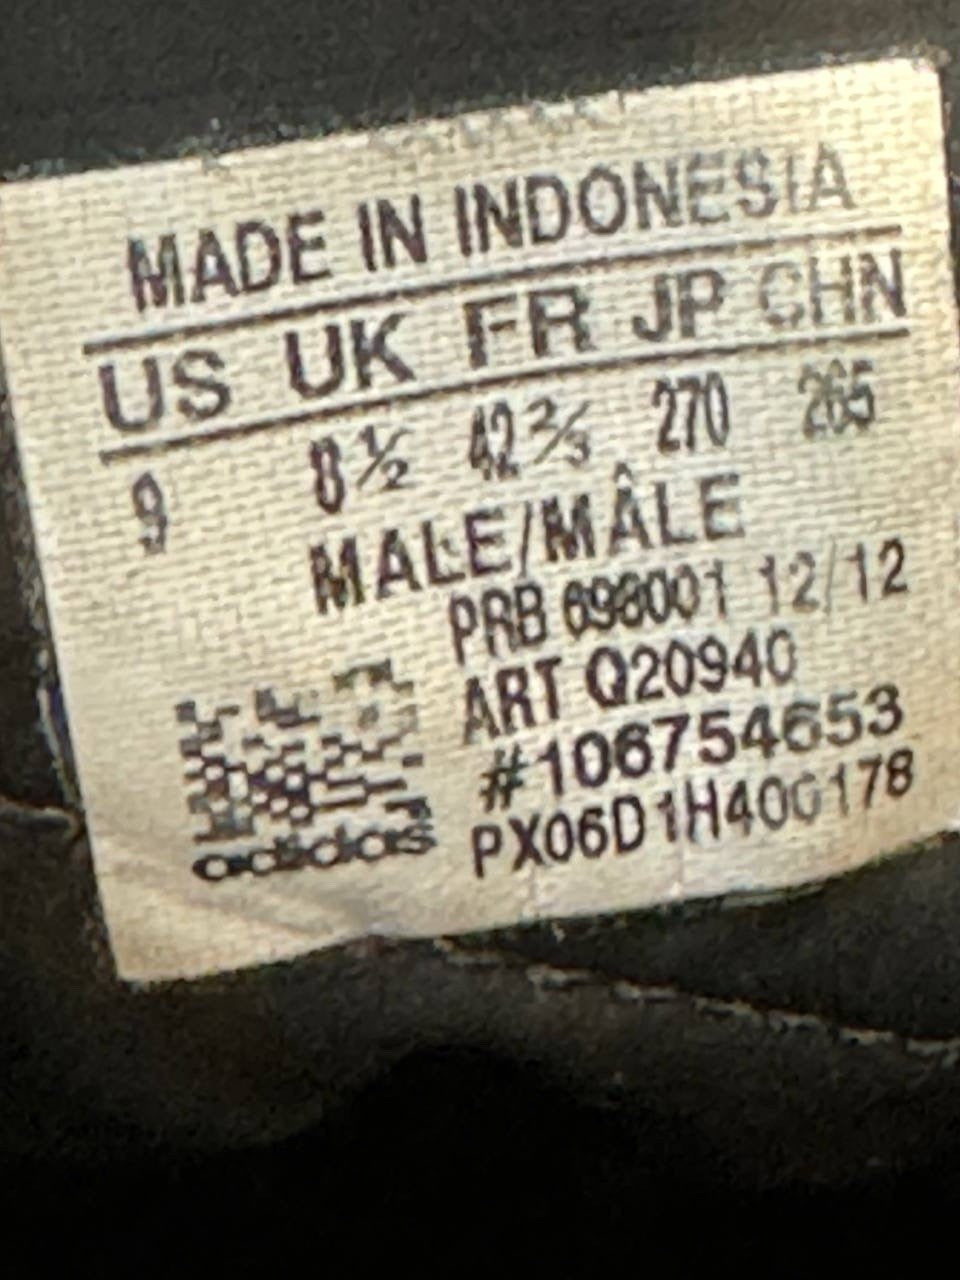 MADE IN INDONESIA
US UK FR JP CHN
9 8½ 42⅔ 270 265
MALE/MÂLE
PRB 698001 12/12
ART Q20940
#106754653
PX06D1H400178
adidas